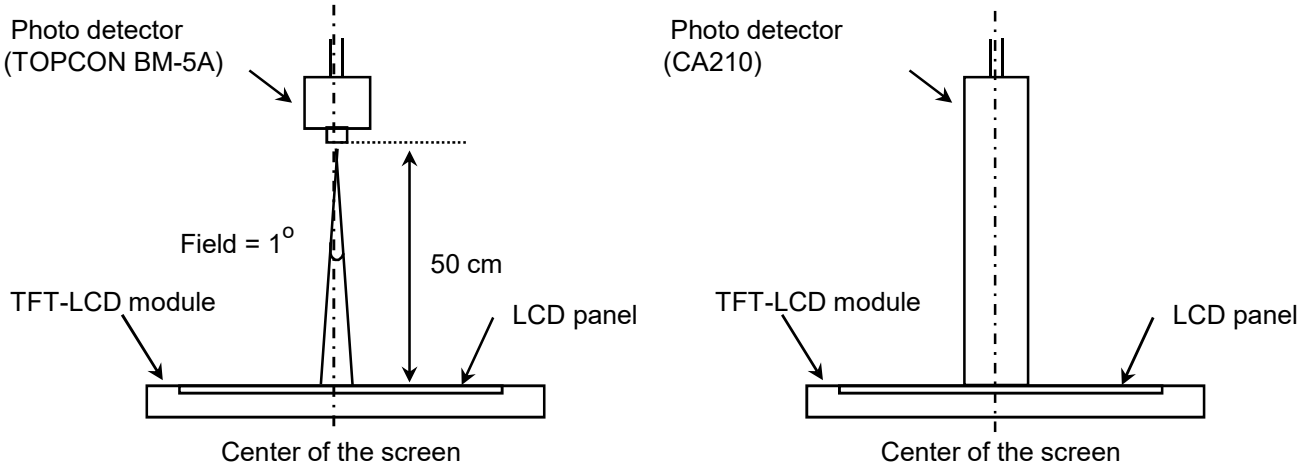 Photo detector
(TOPCON BM-5A)
Field = 1°
50 cm
TFT-LCD module
LCD panel
Center of the screen
Photo detector
(CA210)
TFT-LCD module
LCD panel
Center of the screen